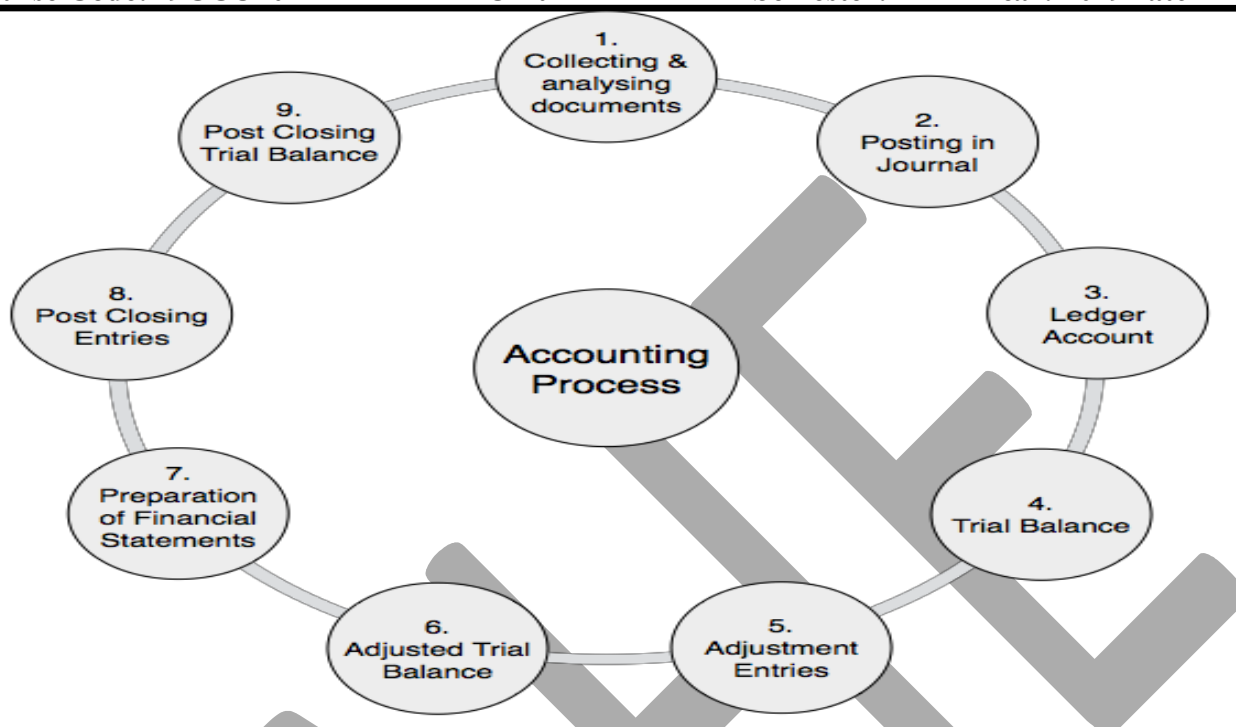 1.
Collecting &
analysing
documents
2.
Posting in
Journal
3.
Ledger
Account
4.
Trial Balance
5.
Adjustment
Entries
6.
Adjusted Trial
Balance
7.
Preparation
of Financial
Statements
8.
Post Closing
Entries
9.
Post Closing
Trial Balance
Accounting
Process